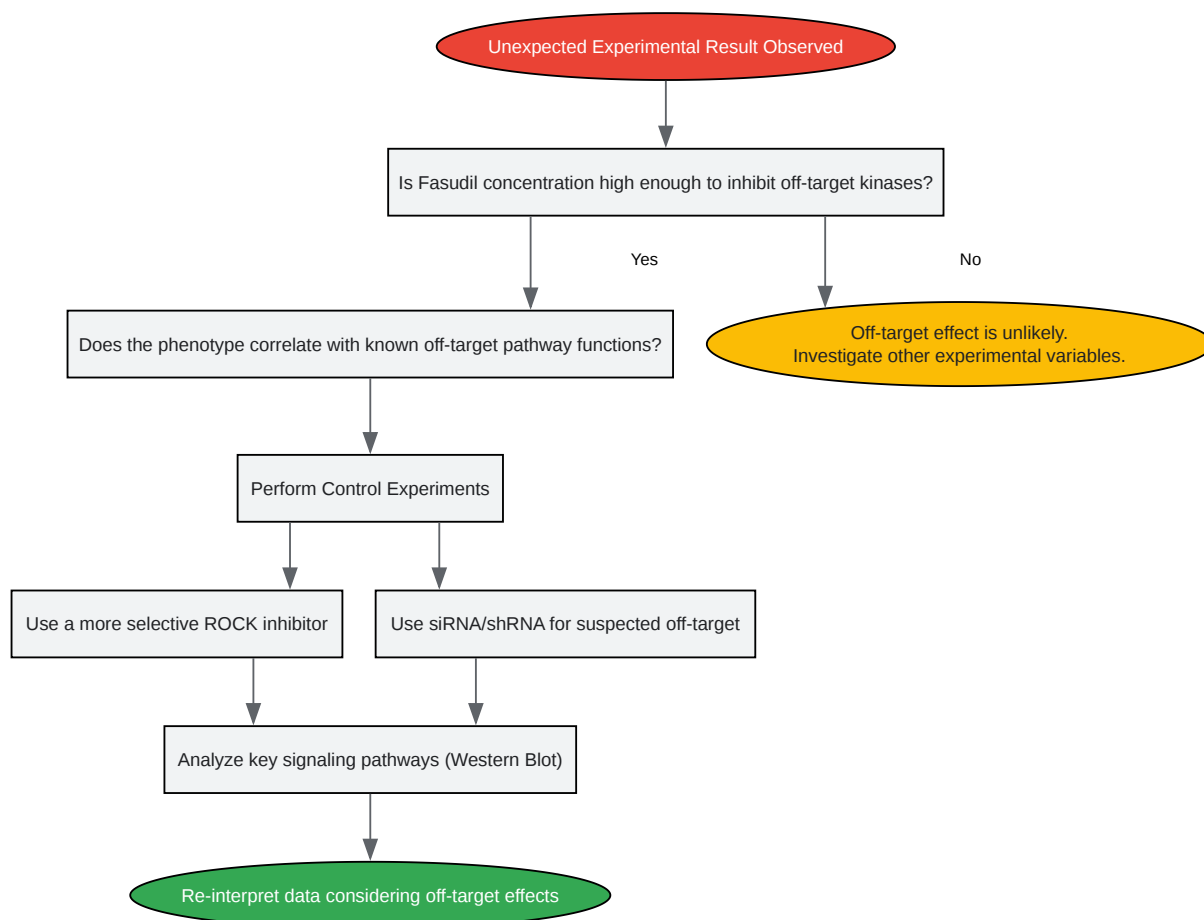 Unexpected Experimental Result Observed
Is Fasudil concentration high enough to inhibit off-target kinases?
Yes
No
Does the phenotype correlate with known off-target pathway functions?
Off-target effect is unlikely.
Investigate other experimental variables.
Perform Control Experiments
Use a more selective ROCK inhibitor
Use siRNA/shRNA for suspected off-target
Analyze key signaling pathways (Western Blot)
Re-interpret data considering off-target effects